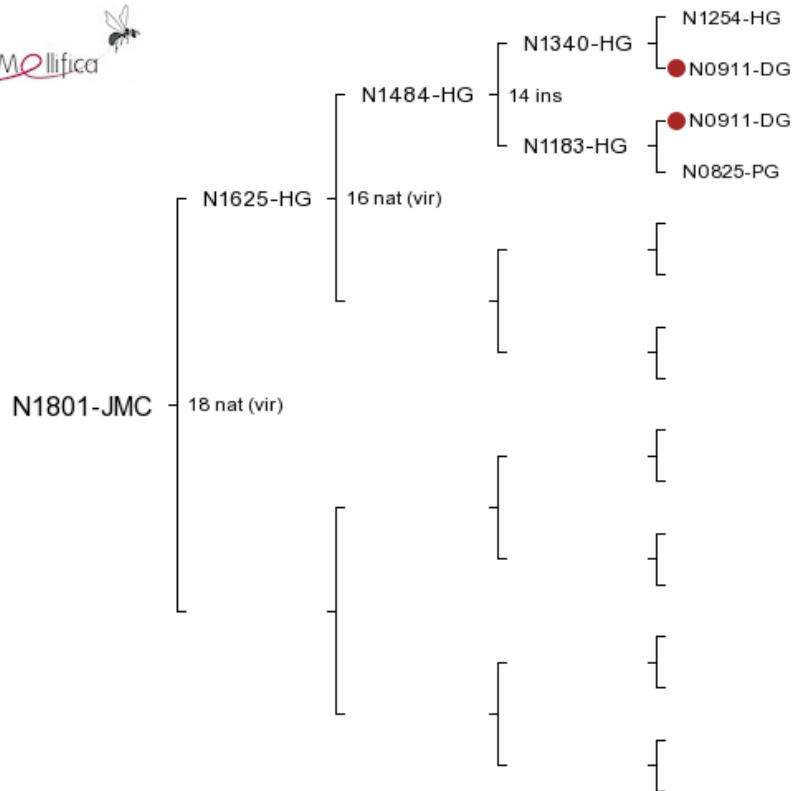 Mellifica
N1254-HG
N1340-HG
N0911-DG
N1484-HG
14 ins
N0911-DG
N1183-HG
N0825-PG
N1625-HG
16 nat (vir)
N1801-JMC
18 nat (vir)